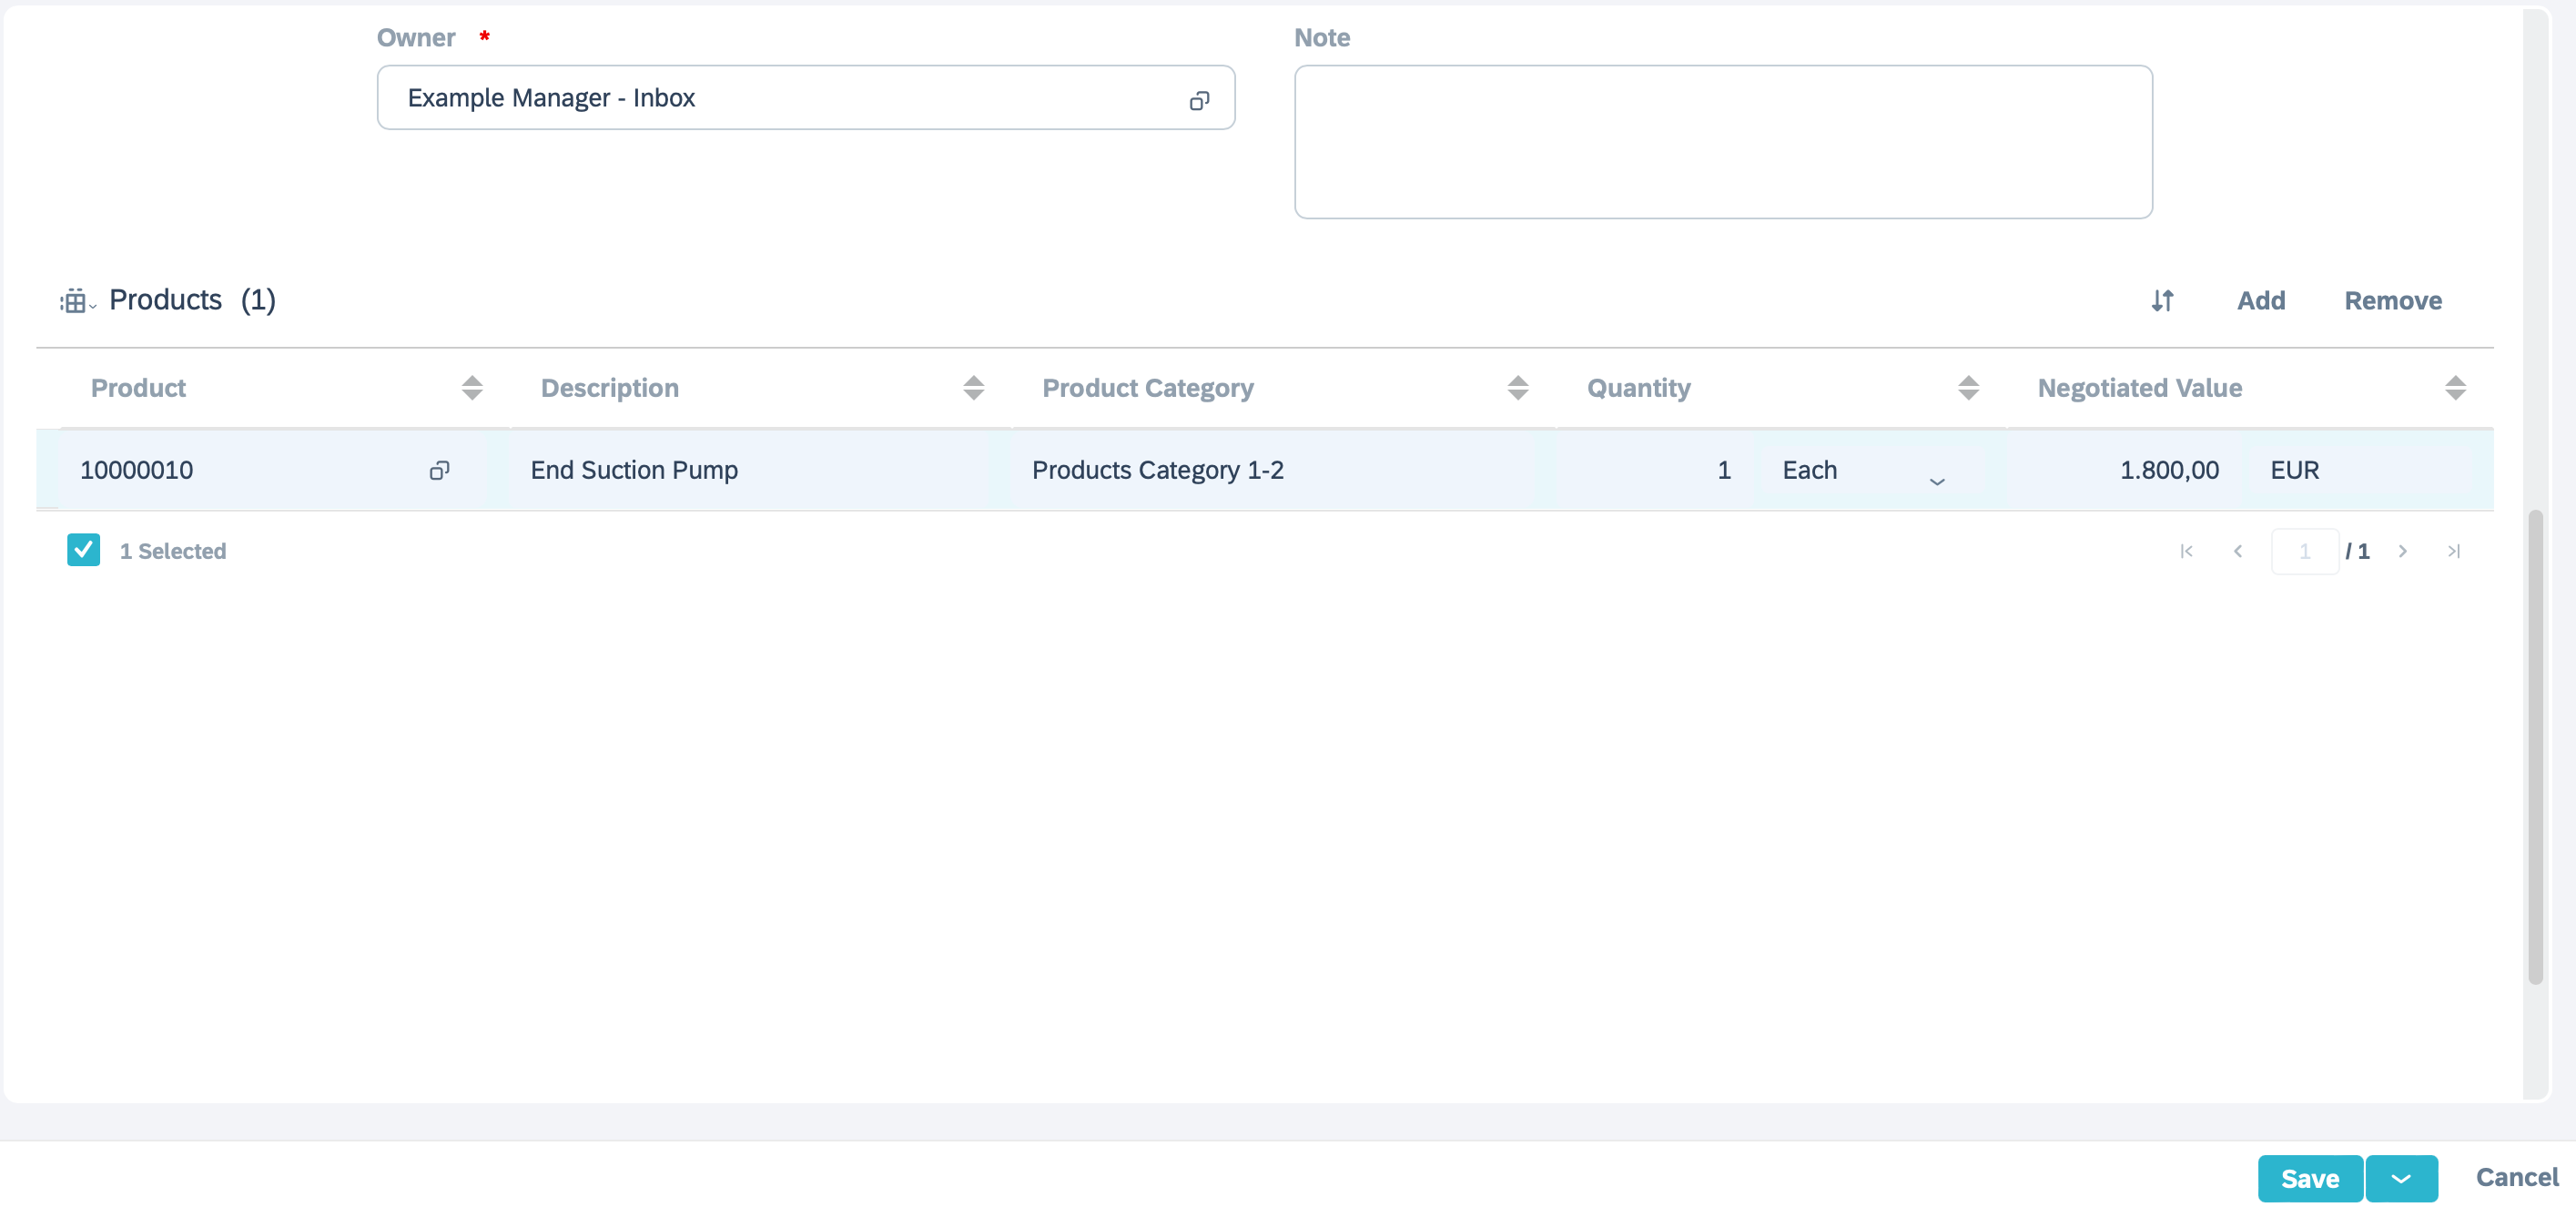 Owner *
Note
Example Manager - Inbox
Products (1)
Add
Remove
Product
Description
Product Category
Quantity
Negotiated Value
10000010
End Suction Pump
Products Category 1-2
1
Each
1.800,00
EUR
1 Selected
1
/ 1
Save
Cancel